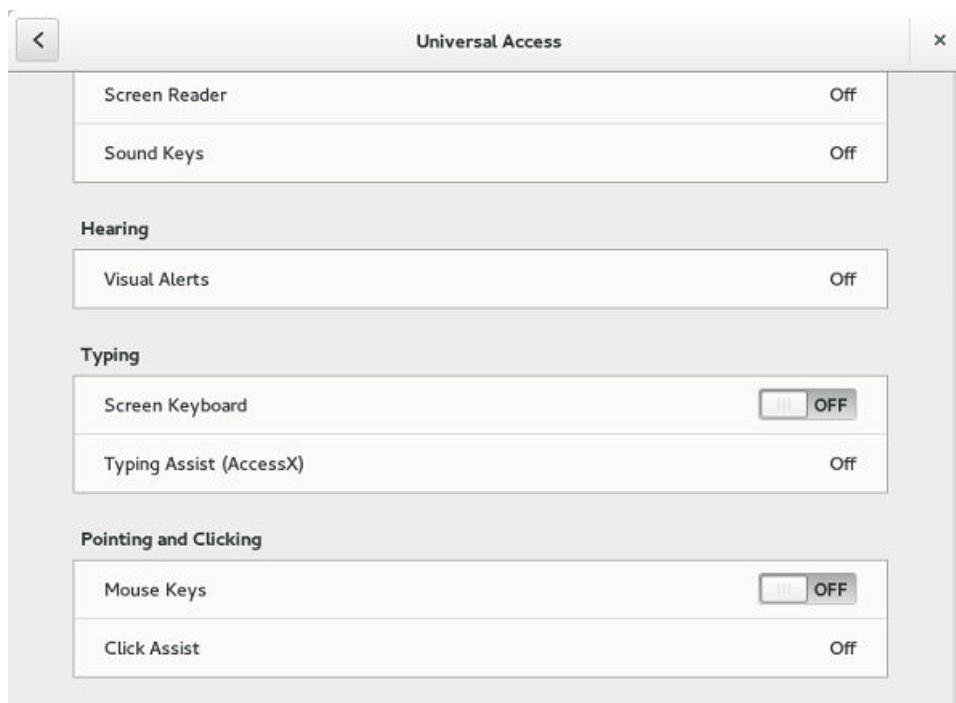 Universal Access
Screen Reader Off
Sound Keys Off
Hearing
Visual Alerts Off
Typing
Screen Keyboard OFF
Typing Assist (AccessX) Off
Pointing and Clicking
Mouse Keys OFF
Click Assist Off